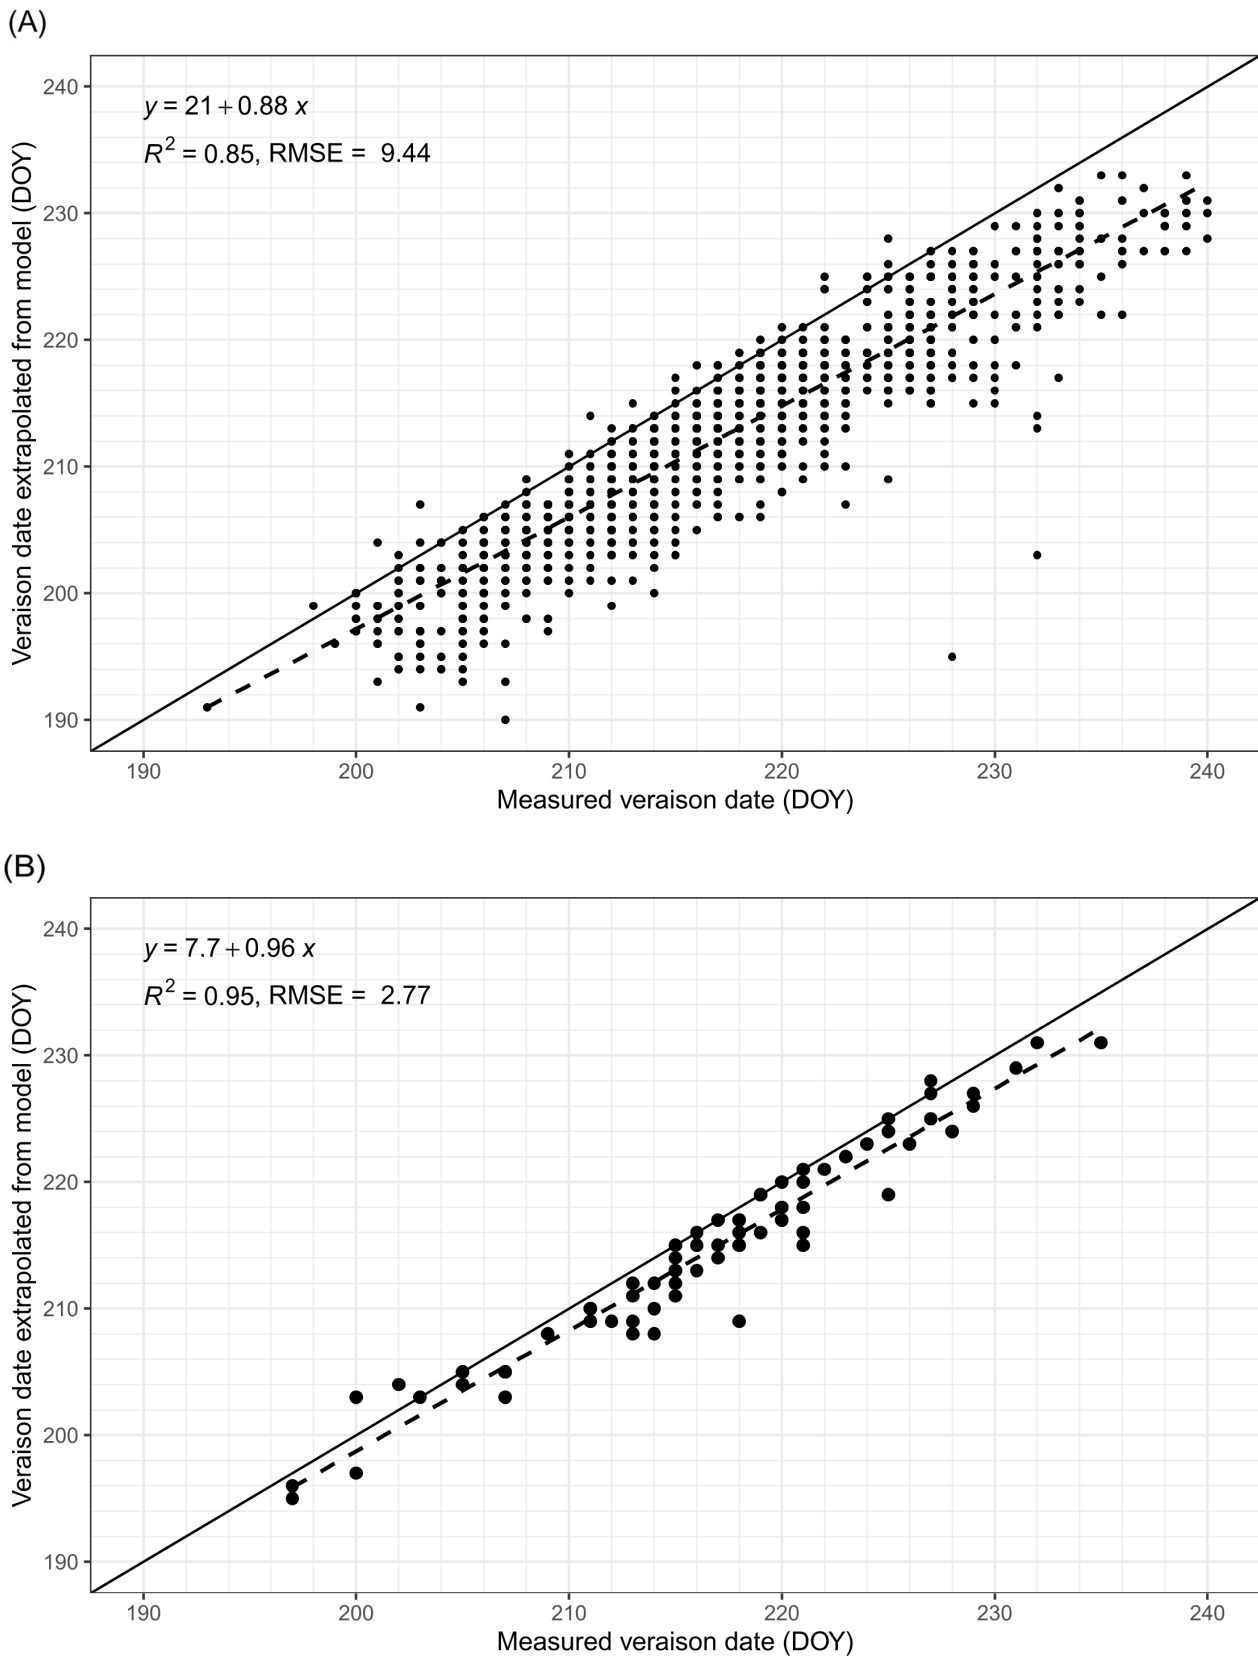 (A)
y = 21 + 0.88 x
R² = 0.85, RMSE = 9.44
Veraison date extrapolated from model (DOY)
240
230
220
210
200
190
190 200 210 220 230 240
Measured veraison date (DOY)
(B)
y = 7.7 + 0.96 x
R² = 0.95, RMSE = 2.77
Veraison date extrapolated from model (DOY)
240
230
220
210
200
190
190 200 210 220 230 240
Measured veraison date (DOY)